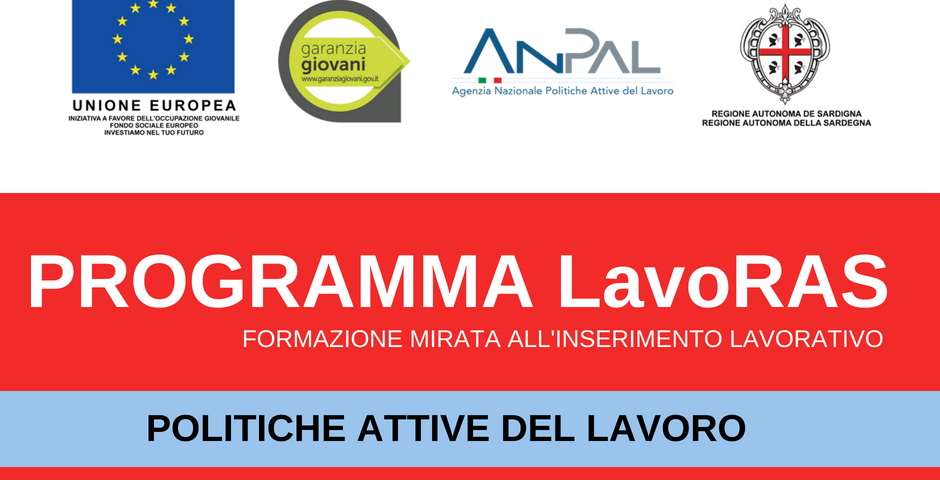 UNIONE EUROPEA
INIZIATIVA A FAVORE DELL'OCCUPAZIONE GIOVANILE
FONDO SOCIALE EUROPEO
INVESTIAMO NEL TUO FUTURO
garanzia
giovani
www.garanziagiovani.gov.it
ANPAL
Agenzia Nazionale Politiche Attive del Lavoro
REGIONE AUTÒNOMA DE SARDIGNA
REGIONE AUTONOMA DELLA SARDEGNA
PROGRAMMA LavoRAS
FORMAZIONE MIRATA ALL'INSERIMENTO LAVORATIVO
POLITICHE ATTIVE DEL LAVORO